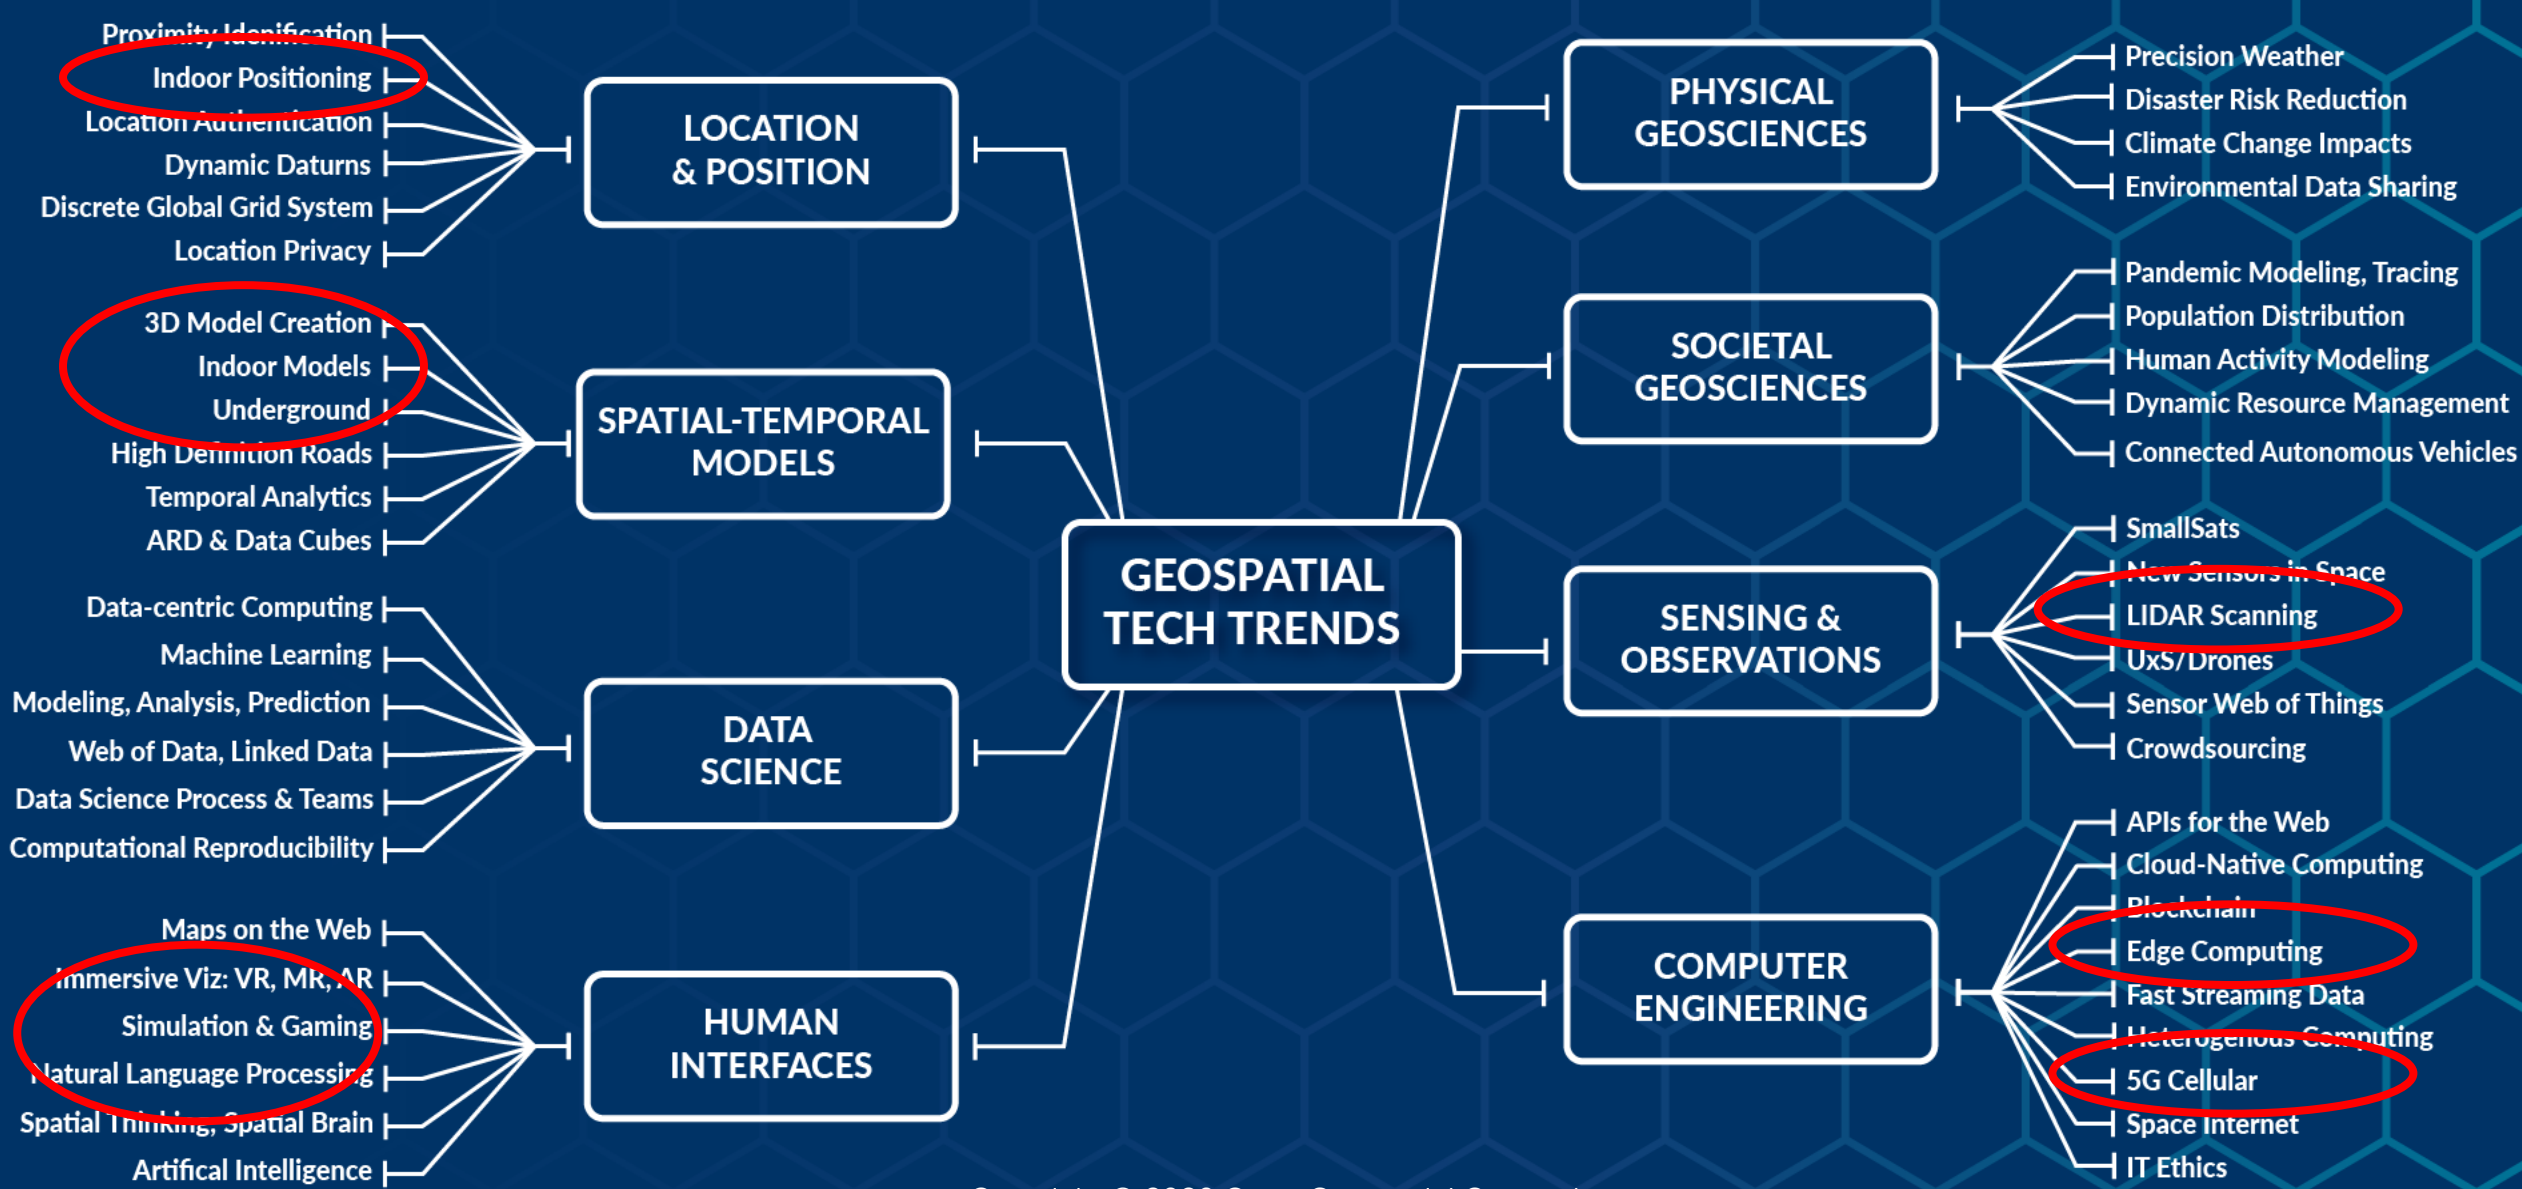 Proximity Idenification
Indoor Positioning
Location Authentication
Dynamic Daturns
Discrete Global Grid System
Location Privacy
LOCATION
& POSITION
3D Model Creation
Indoor Models
Underground
High Definition Roads
Temporal Analytics
ARD & Data Cubes
SPATIAL-TEMPORAL
MODELS
Data-centric Computing
Machine Learning
Modeling, Analysis, Prediction
Web of Data, Linked Data
Data Science Process & Teams
Computational Reproducibility
DATA
SCIENCE
Maps on the Web
Immersive Viz: VR, MR, AR
Simulation & Gaming
Natural Language Processing
Spatial Thinking, Spatial Brain
Artifical Intelligence
HUMAN
INTERFACES
GEOSPATIAL
TECH TRENDS
PHYSICAL
GEOSCIENCES
Precision Weather
Disaster Risk Reduction
Climate Change Impacts
Environmental Data Sharing
SOCIETAL
GEOSCIENCES
Pandemic Modeling, Tracing
Population Distribution
Human Activity Modeling
Dynamic Resource Management
Connected Autonomous Vehicles
SENSING &
OBSERVATIONS
SmallSats
New Sensors in Space
LIDAR Scanning
UxS/Drones
Sensor Web of Things
Crowdsourcing
COMPUTER
ENGINEERING
APIs for the Web
Cloud-Native Computing
Blockchain
Edge Computing
Fast Streaming Data
Heterogenous Computing
5G Cellular
Space Internet
IT Ethics